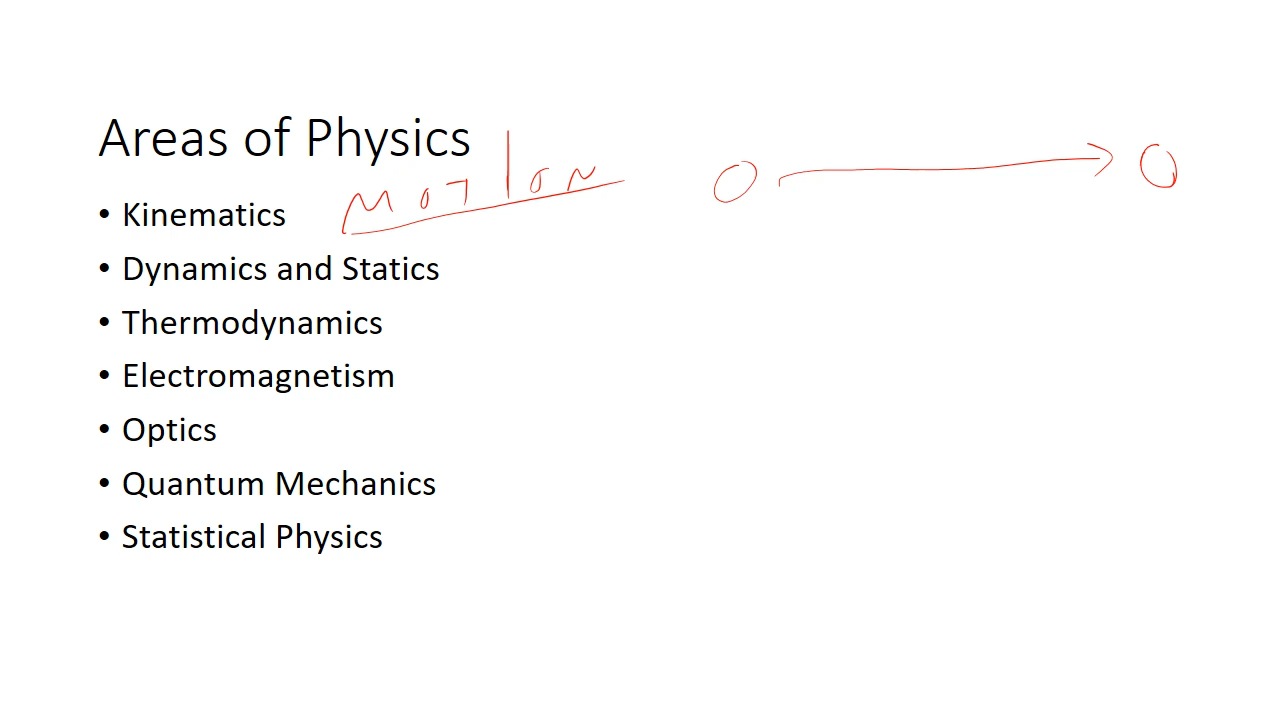 Areas of Physics
MOTION
• Kinematics
• Dynamics and Statics
• Thermodynamics
• Electromagnetism
• Optics
• Quantum Mechanics
• Statistical Physics